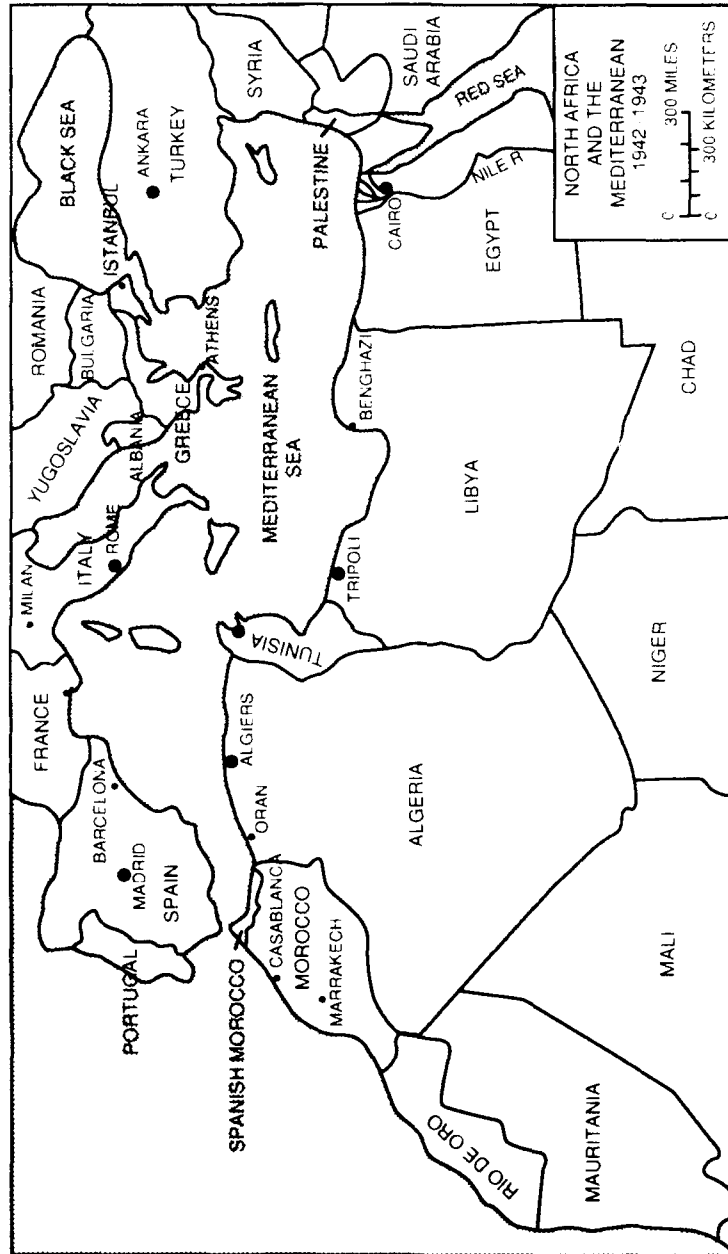 FRANCE
MILAN
YUGOSLAVIA
ROMANIA
BULGARIA
BLACK SEA
ISTANBUL
ANKARA
TURKEY
PORTUGAL
BARCELONA
MADRID
SPAIN
ITALY
ROME
ALBANIA
GREECE
ATHENS
SYRIA
MEDITERRANEAN
SEA
PALESTINE
SAUDI
ARABIA
RED SEA
SPANISH MOROCCO
CASABLANCA
MOROCCO
MARRAKECH
ORAN
ALGIERS
TUNISIA
TRIPOLI
BENGHAZI
CAIRO
NILE R
EGYPT
RIO DE ORO
ALGERIA
LIBYA
MAURITANIA
MALI
NIGER
CHAD
NORTH AFRICA
AND THE
MEDITERRANEAN
1942 1943
0 300 MILES
0 300 KILOMETERS